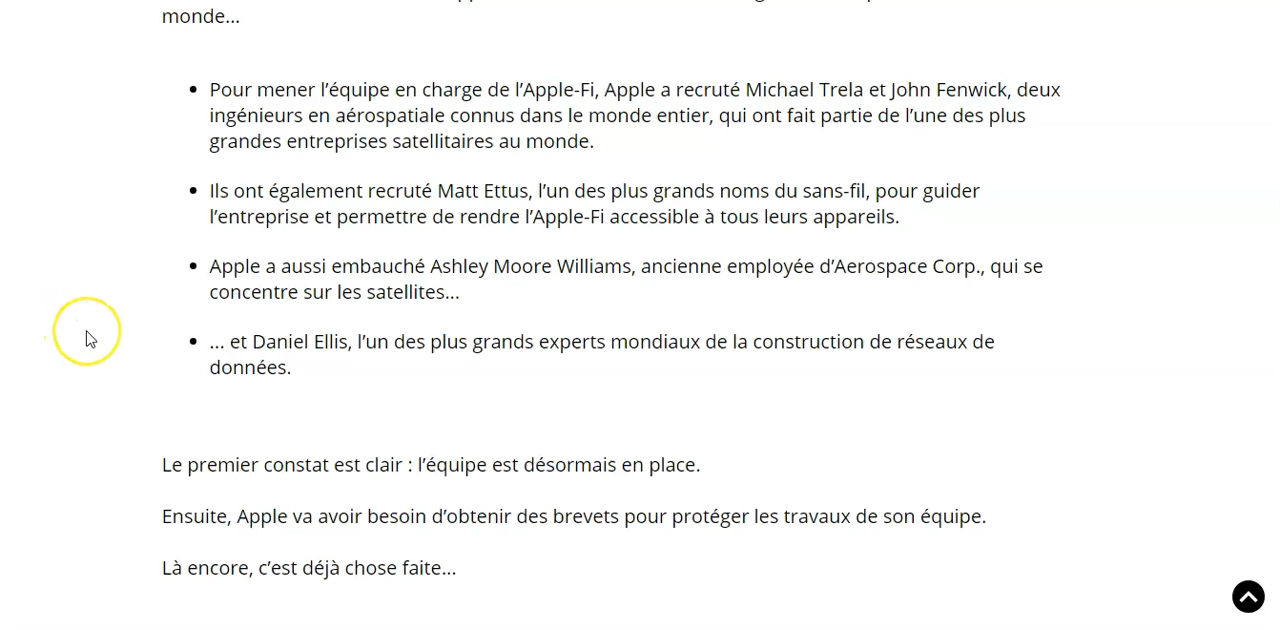 monde...
Pour mener l’équipe en charge de l’Apple-Fi, Apple a recruté Michael Trela et John Fenwick, deux
ingénieurs en aérospatiale connus dans le monde entier, qui ont fait partie de l’une des plus
grandes entreprises satellitaires au monde.
Ils ont également recruté Matt Ettus, l’un des plus grands noms du sans-fil, pour guider
l’entreprise et permettre de rendre l’Apple-Fi accessible à tous leurs appareils.
Apple a aussi embauché Ashley Moore Williams, ancienne employée d’Aerospace Corp., qui se
concentre sur les satellites...
... et Daniel Ellis, l’un des plus grands experts mondiaux de la construction de réseaux de
données.
Le premier constat est clair : l’équipe est désormais en place.
Ensuite, Apple va avoir besoin d’obtenir des brevets pour protéger les travaux de son équipe.
Là encore, c’est déjà chose faite...